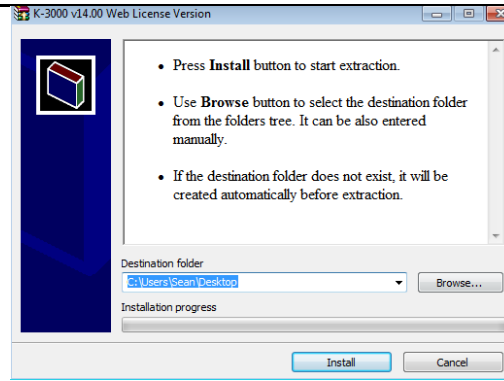 K-3000 v14.00 Web License Version
• Press Install button to start extraction.
• Use Browse button to select the destination folder
from the folders tree. It can be also entered
manually.
• If the destination folder does not exist, it will be
created automatically before extraction.
Destination folder
C:\Users\Sean\Desktop
Browse...
Installation progress
Install
Cancel